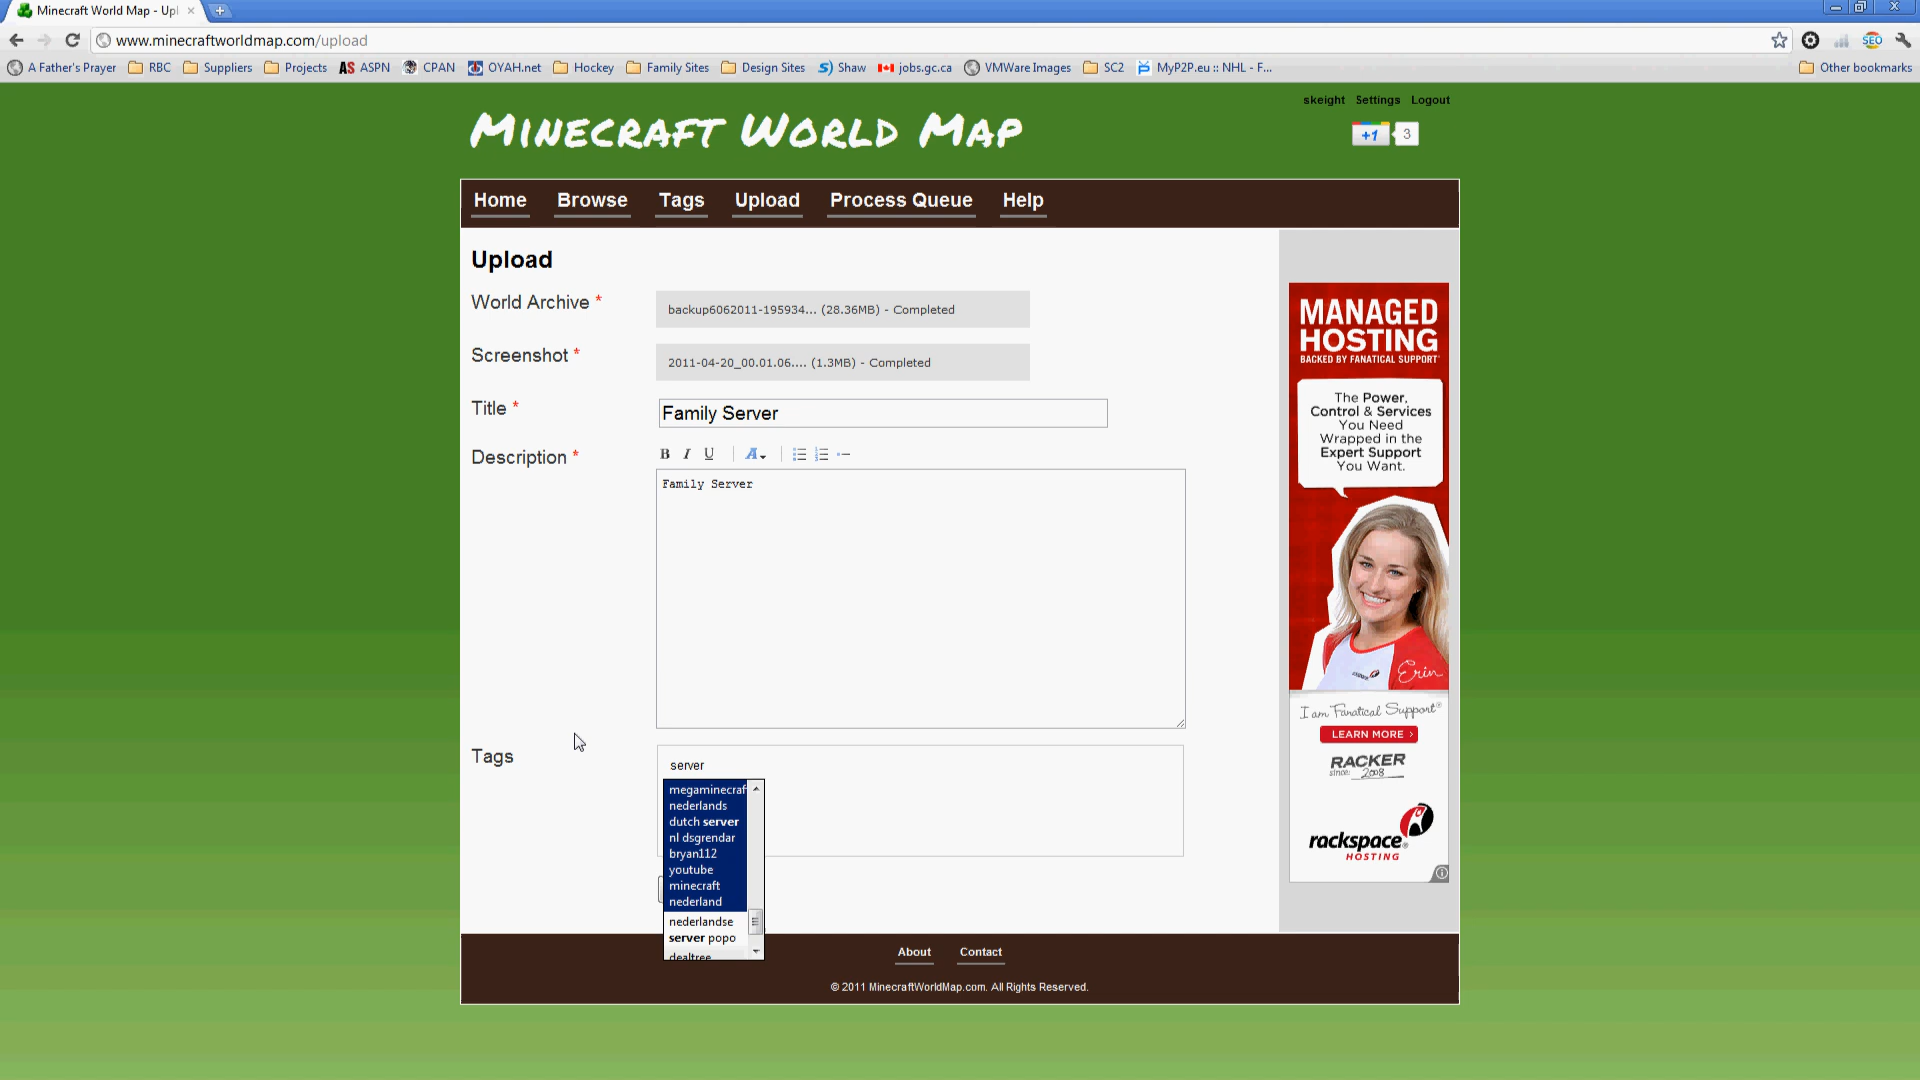 Minecraft World Map - Upl
www.minecraftworldmap.com/upload
SEO
A Father's Prayer RBC Suppliers Projects AS ASPN CPAN OYAH.net Hockey Family Sites Design Sites Shaw jobs.gc.ca VMWare Images SC2 MyP2P.eu :: NHL - F... Other bookmarks
skeight Settings Logout
Minecraft World Map
+1 3
Home Browse Tags Upload Process Queue Help
Upload
World Archive *
backup6062011-195934... (28.36MB) - Completed
Screenshot *
2011-04-20_00.01.06.... (1.3MB) - Completed
Title *
Family Server
Description *
B I U A
Family Server
Tags
server
megaminecraf
nederlands
dutch server
nl dsgrendar
bryan112
youtube
minecraft
nederland
nederlandse
server popo
dealtree
MANAGED
HOSTING
BACKED BY FANATICAL SUPPORT®
The Power,
Control & Services
You Need
Wrapped in the
Expert Support
You Want.
Erin
I am Fanatical Support®
LEARN MORE >
RACKER
since: 2008
rackspace®
HOSTING
About Contact
© 2011 MinecraftWorldMap.com. All Rights Reserved.